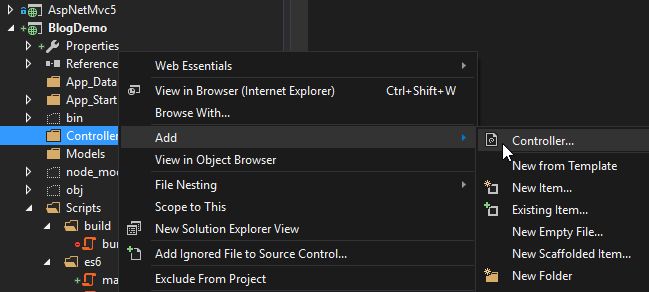 AspNetMvc5
BlogDemo
Properties
Reference
App_Data
App_Start
bin
Controller
Models
node_mod
obj
Scripts
build
bun
es6
ma
Web Essentials
View in Browser (Internet Explorer) Ctrl+Shift+W
Browse With...
Add
View in Object Browser
File Nesting
Scope to This
New Solution Explorer View
Add Ignored File to Source Control...
Exclude From Project
Controller...
New from Template
New Item...
Existing Item...
New Empty File...
New Scaffolded Item...
New Folder